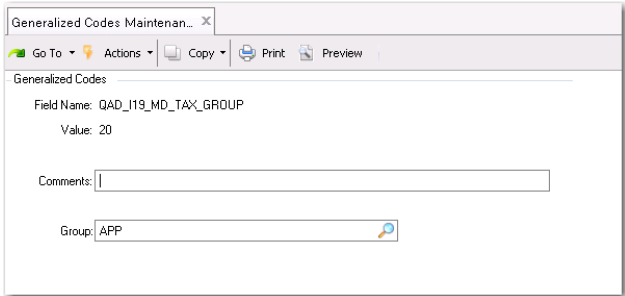 Generalized Codes Maintenan... X
Go To Actions Copy Print Preview
Generalized Codes
Field Name: QAD_I19_MD_TAX_GROUP
Value: 20
Comments:
Group: APP